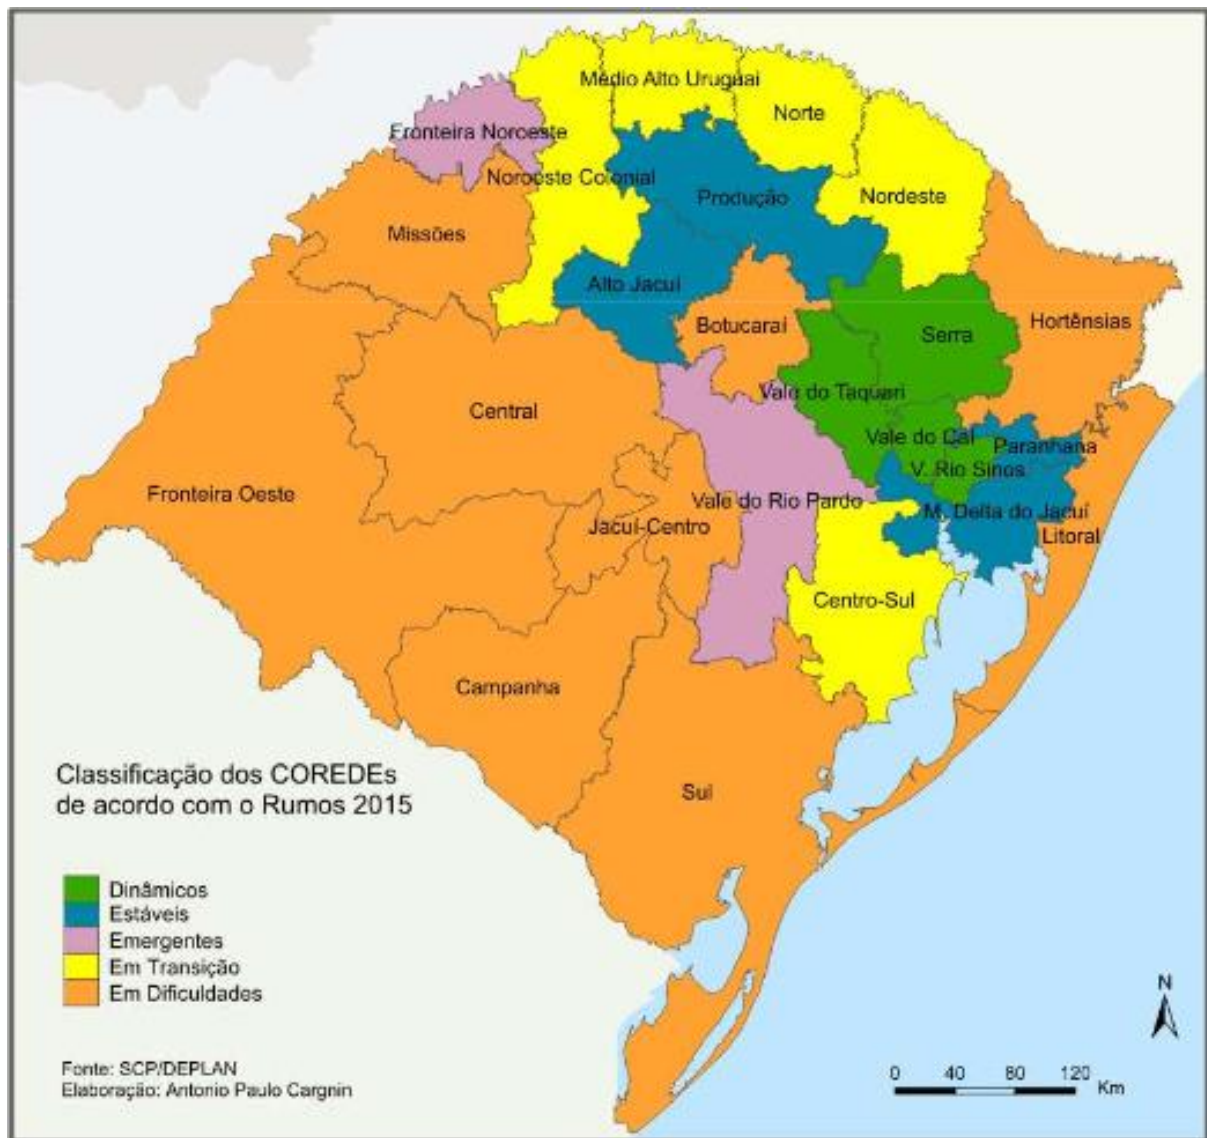 Médio Alto Uruguai
Norte
Fronteira Noroeste
Noroeste Colonial
Produção
Nordeste
Missões
Alto Jacuí
Botucaraí
Serra
Hortênsias
Central
Vale do Taquari
Vale do Caí
Paranhana
V. Rio Sinos
Fronteira Oeste
Vale do Rio Pardo
M. Delta do Jacuí
Jacuí-Centro
Litoral
Centro-Sul
Campanha
Sul
Classificação dos COREDEs
de acordo com o Rumos 2015
Dinâmicos
Estáveis
Emergentes
Em Transição
Em Dificuldades
Fonte: SCP/DEPLAN
Elaboração: Antonio Paulo Cargnin
N
0 40 80 120
Km